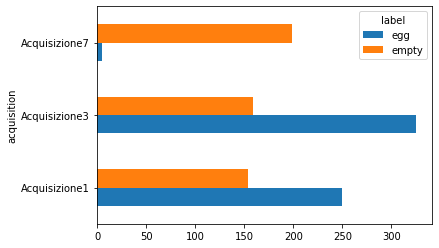 label
egg
empty
Acquisizione7
Acquisizione3
Acquisizione1
acquisition
0 50 100 150 200 250 300